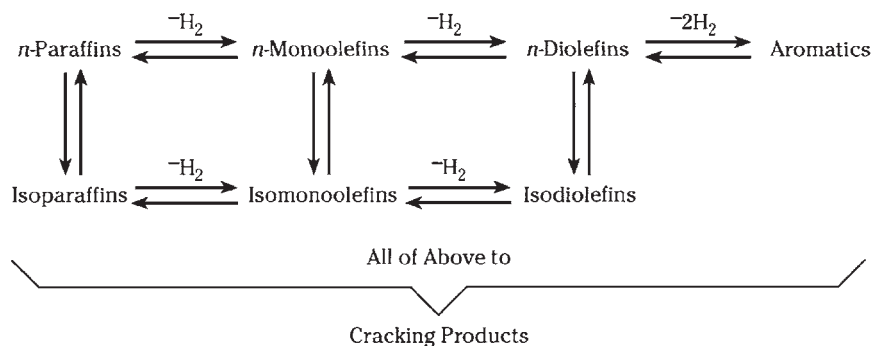 −H₂ −H₂ −2H₂
n-Paraffins n-Monoolefins n-Diolefins Aromatics
−H₂ −H₂
Isoparaffins Isomonoolefins Isodiolefins
All of Above to
Cracking Products